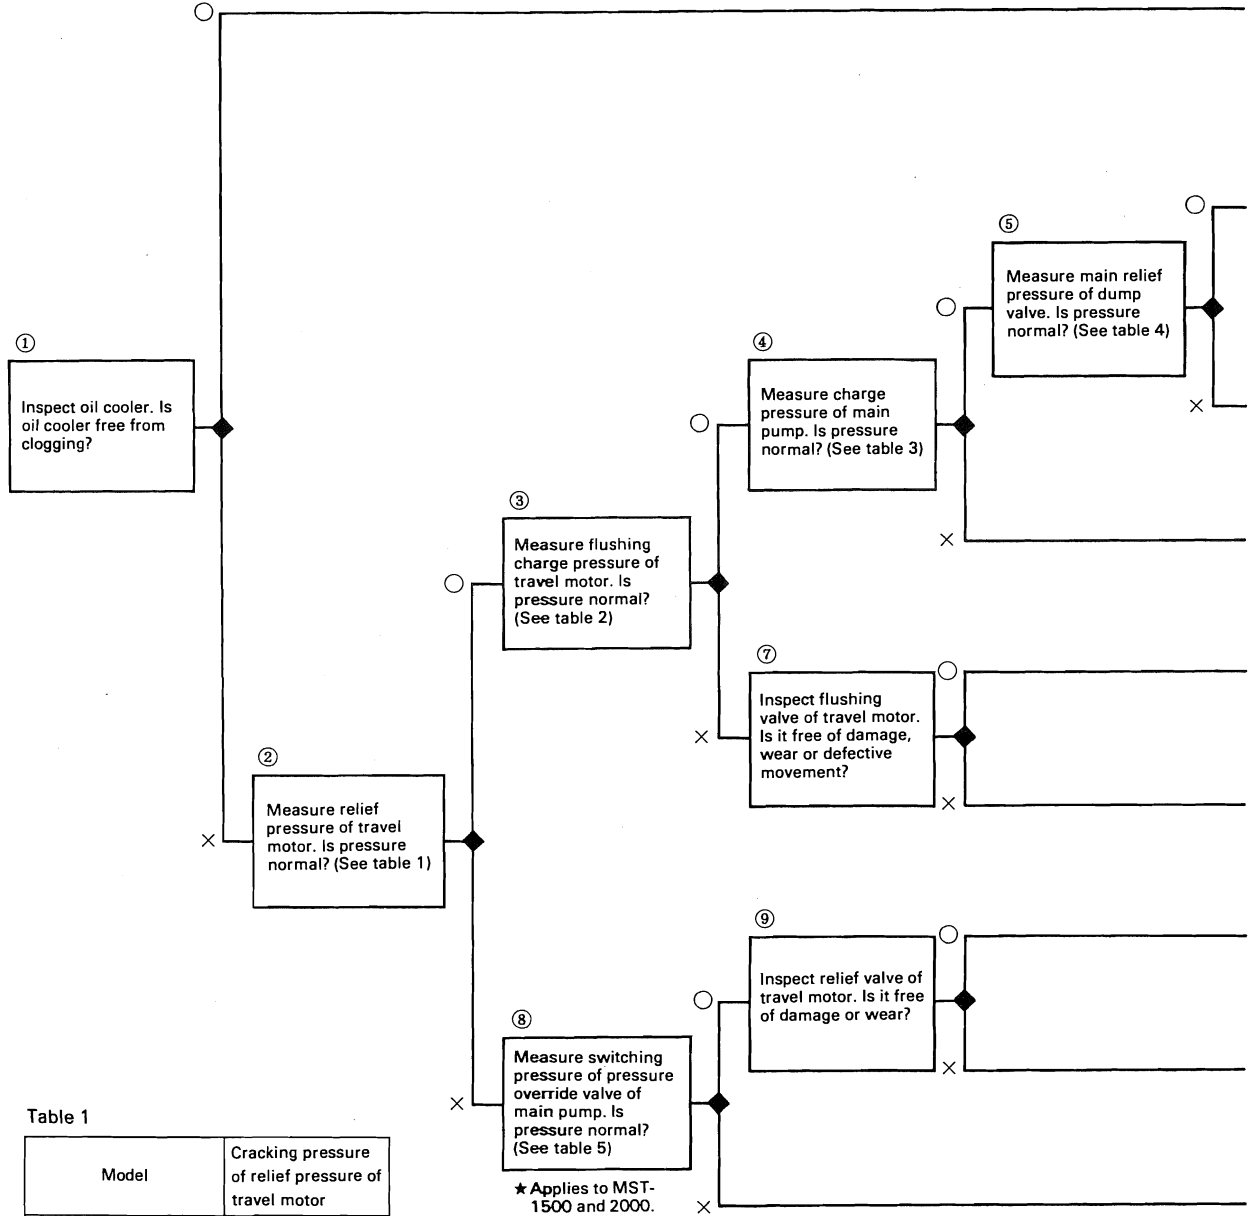 ①
Inspect oil cooler. Is
oil cooler free from
clogging?
②
Measure relief
pressure of travel
motor. Is pressure
normal? (See table 1)
③
Measure flushing
charge pressure of
travel motor. Is
pressure normal?
(See table 2)
④
Measure charge
pressure of main
pump. Is pressure
normal? (See table 3)
⑤
Measure main relief
pressure of dump
valve. Is pressure
normal? (See table 4)
⑦
Inspect flushing
valve of travel motor.
Is it free of damage,
wear or defective
movement?
⑧
Measure switching
pressure of pressure
override valve of
main pump. Is
pressure normal?
(See table 5)
★ Applies to MST-
1500 and 2000.
⑨
Inspect relief valve of
travel motor. Is it free
of damage or wear?
Table 1
Model
Cracking pressure
of relief pressure of
travel motor